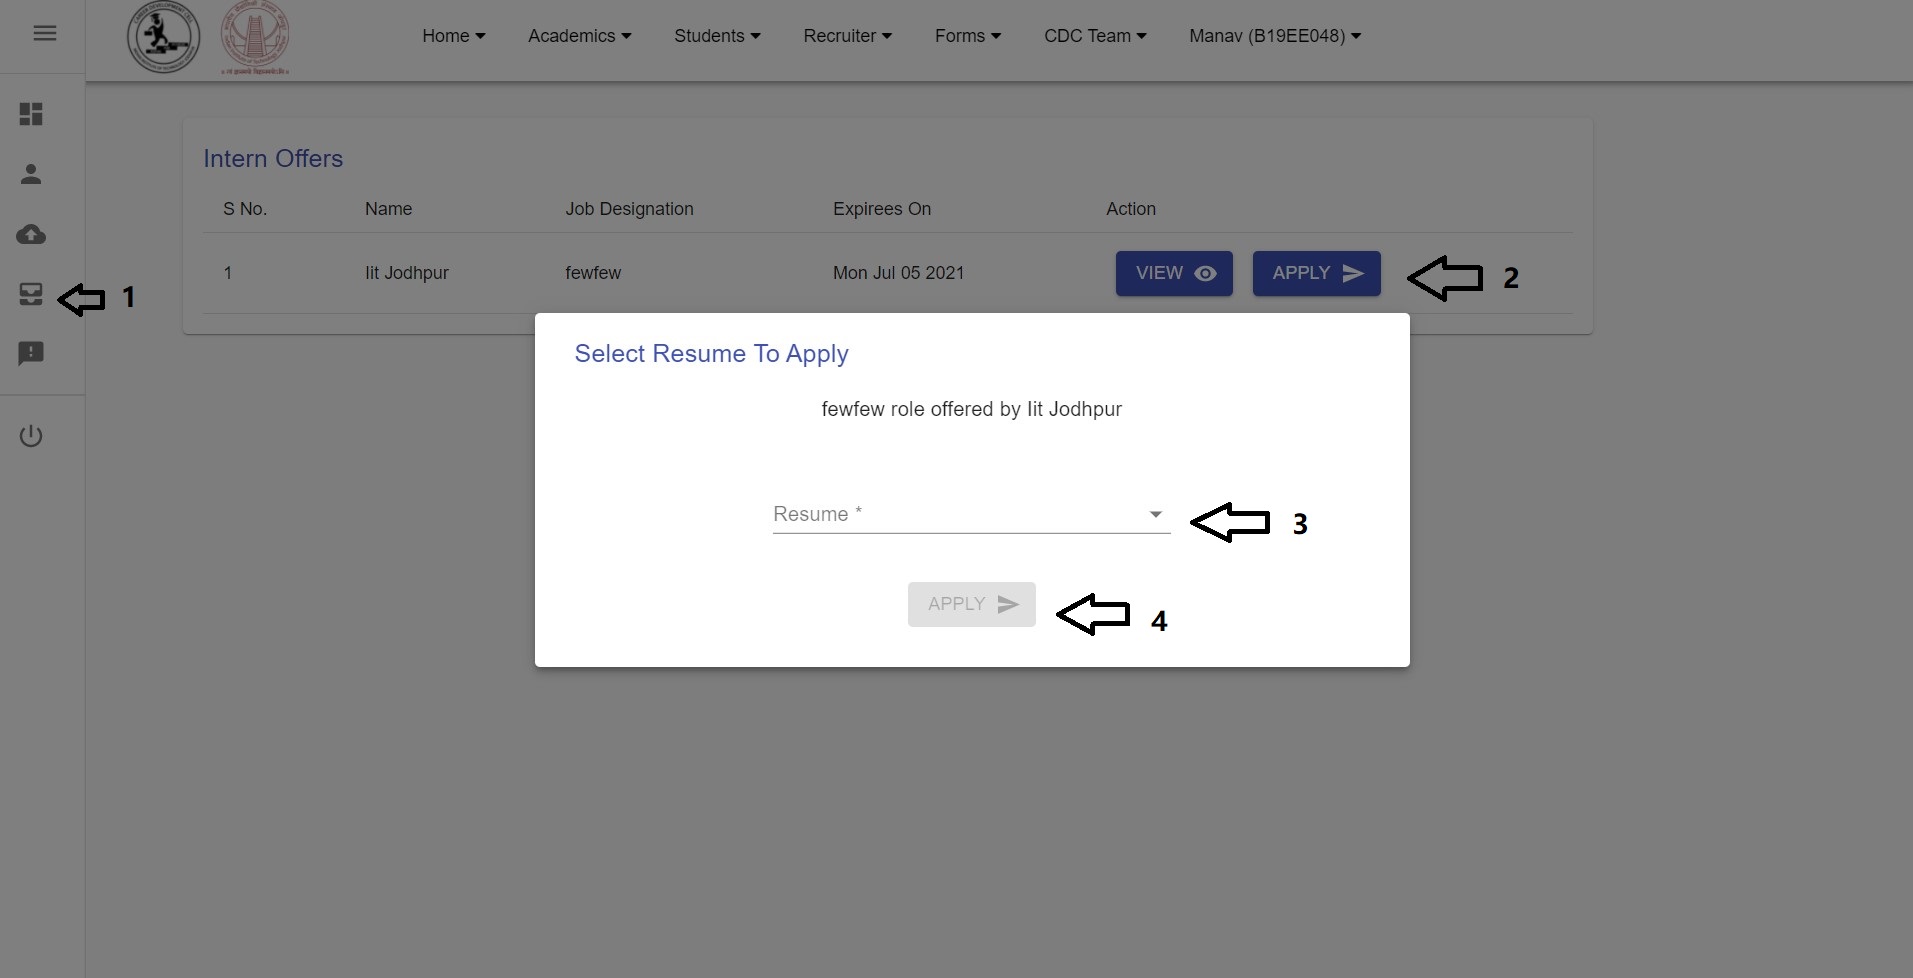 Home Academics Students Recruiter Forms CDC Team Manav (B19EE048)
Intern Offers
S No. Name Job Designation Expirees On Action
1 Iit Jodhpur fewfew Mon Jul 05 2021 VIEW APPLY 2
1
Select Resume To Apply
fewfew role offered by Iit Jodhpur
Resume * 3
APPLY 4